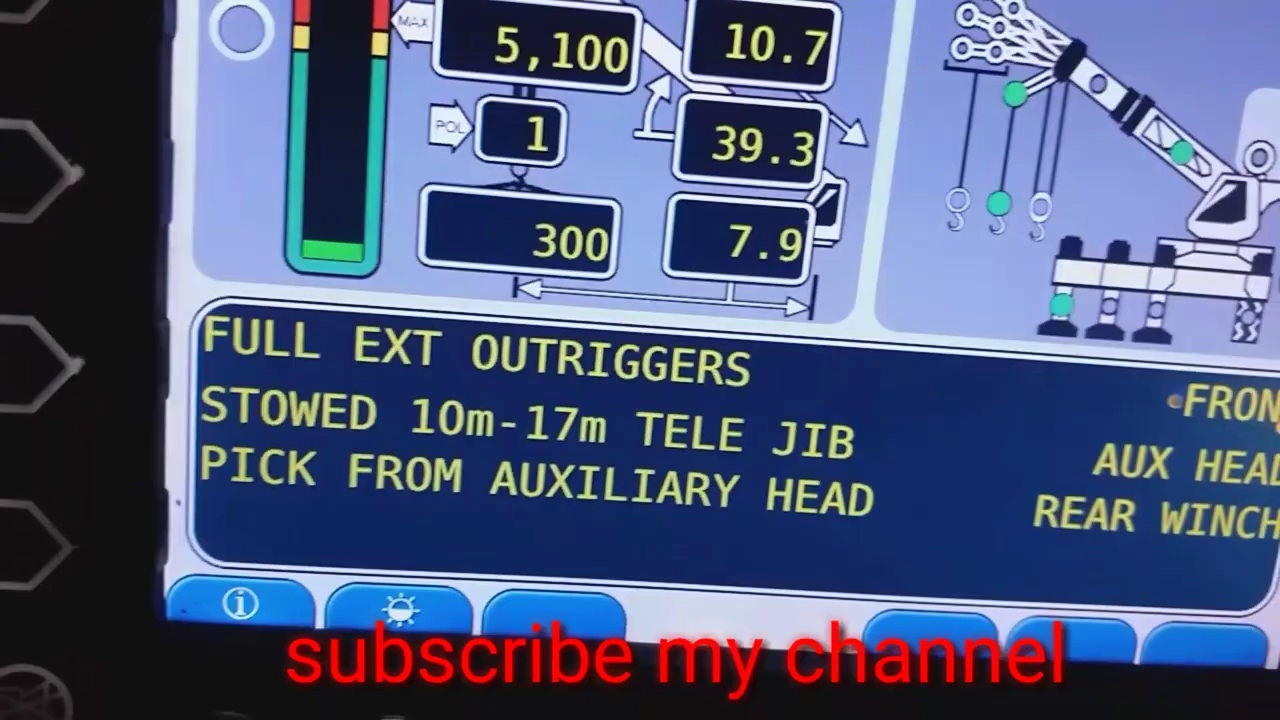 MAX
5,100
10.7
POL
1
39.3
300
7.9
FULL EXT OUTRIGGERS
STOWED 10m-17m TELE JIB
AUX
PICK FROM AUXILIARY HEAD
REAR WINCH
i
subscribe my channel